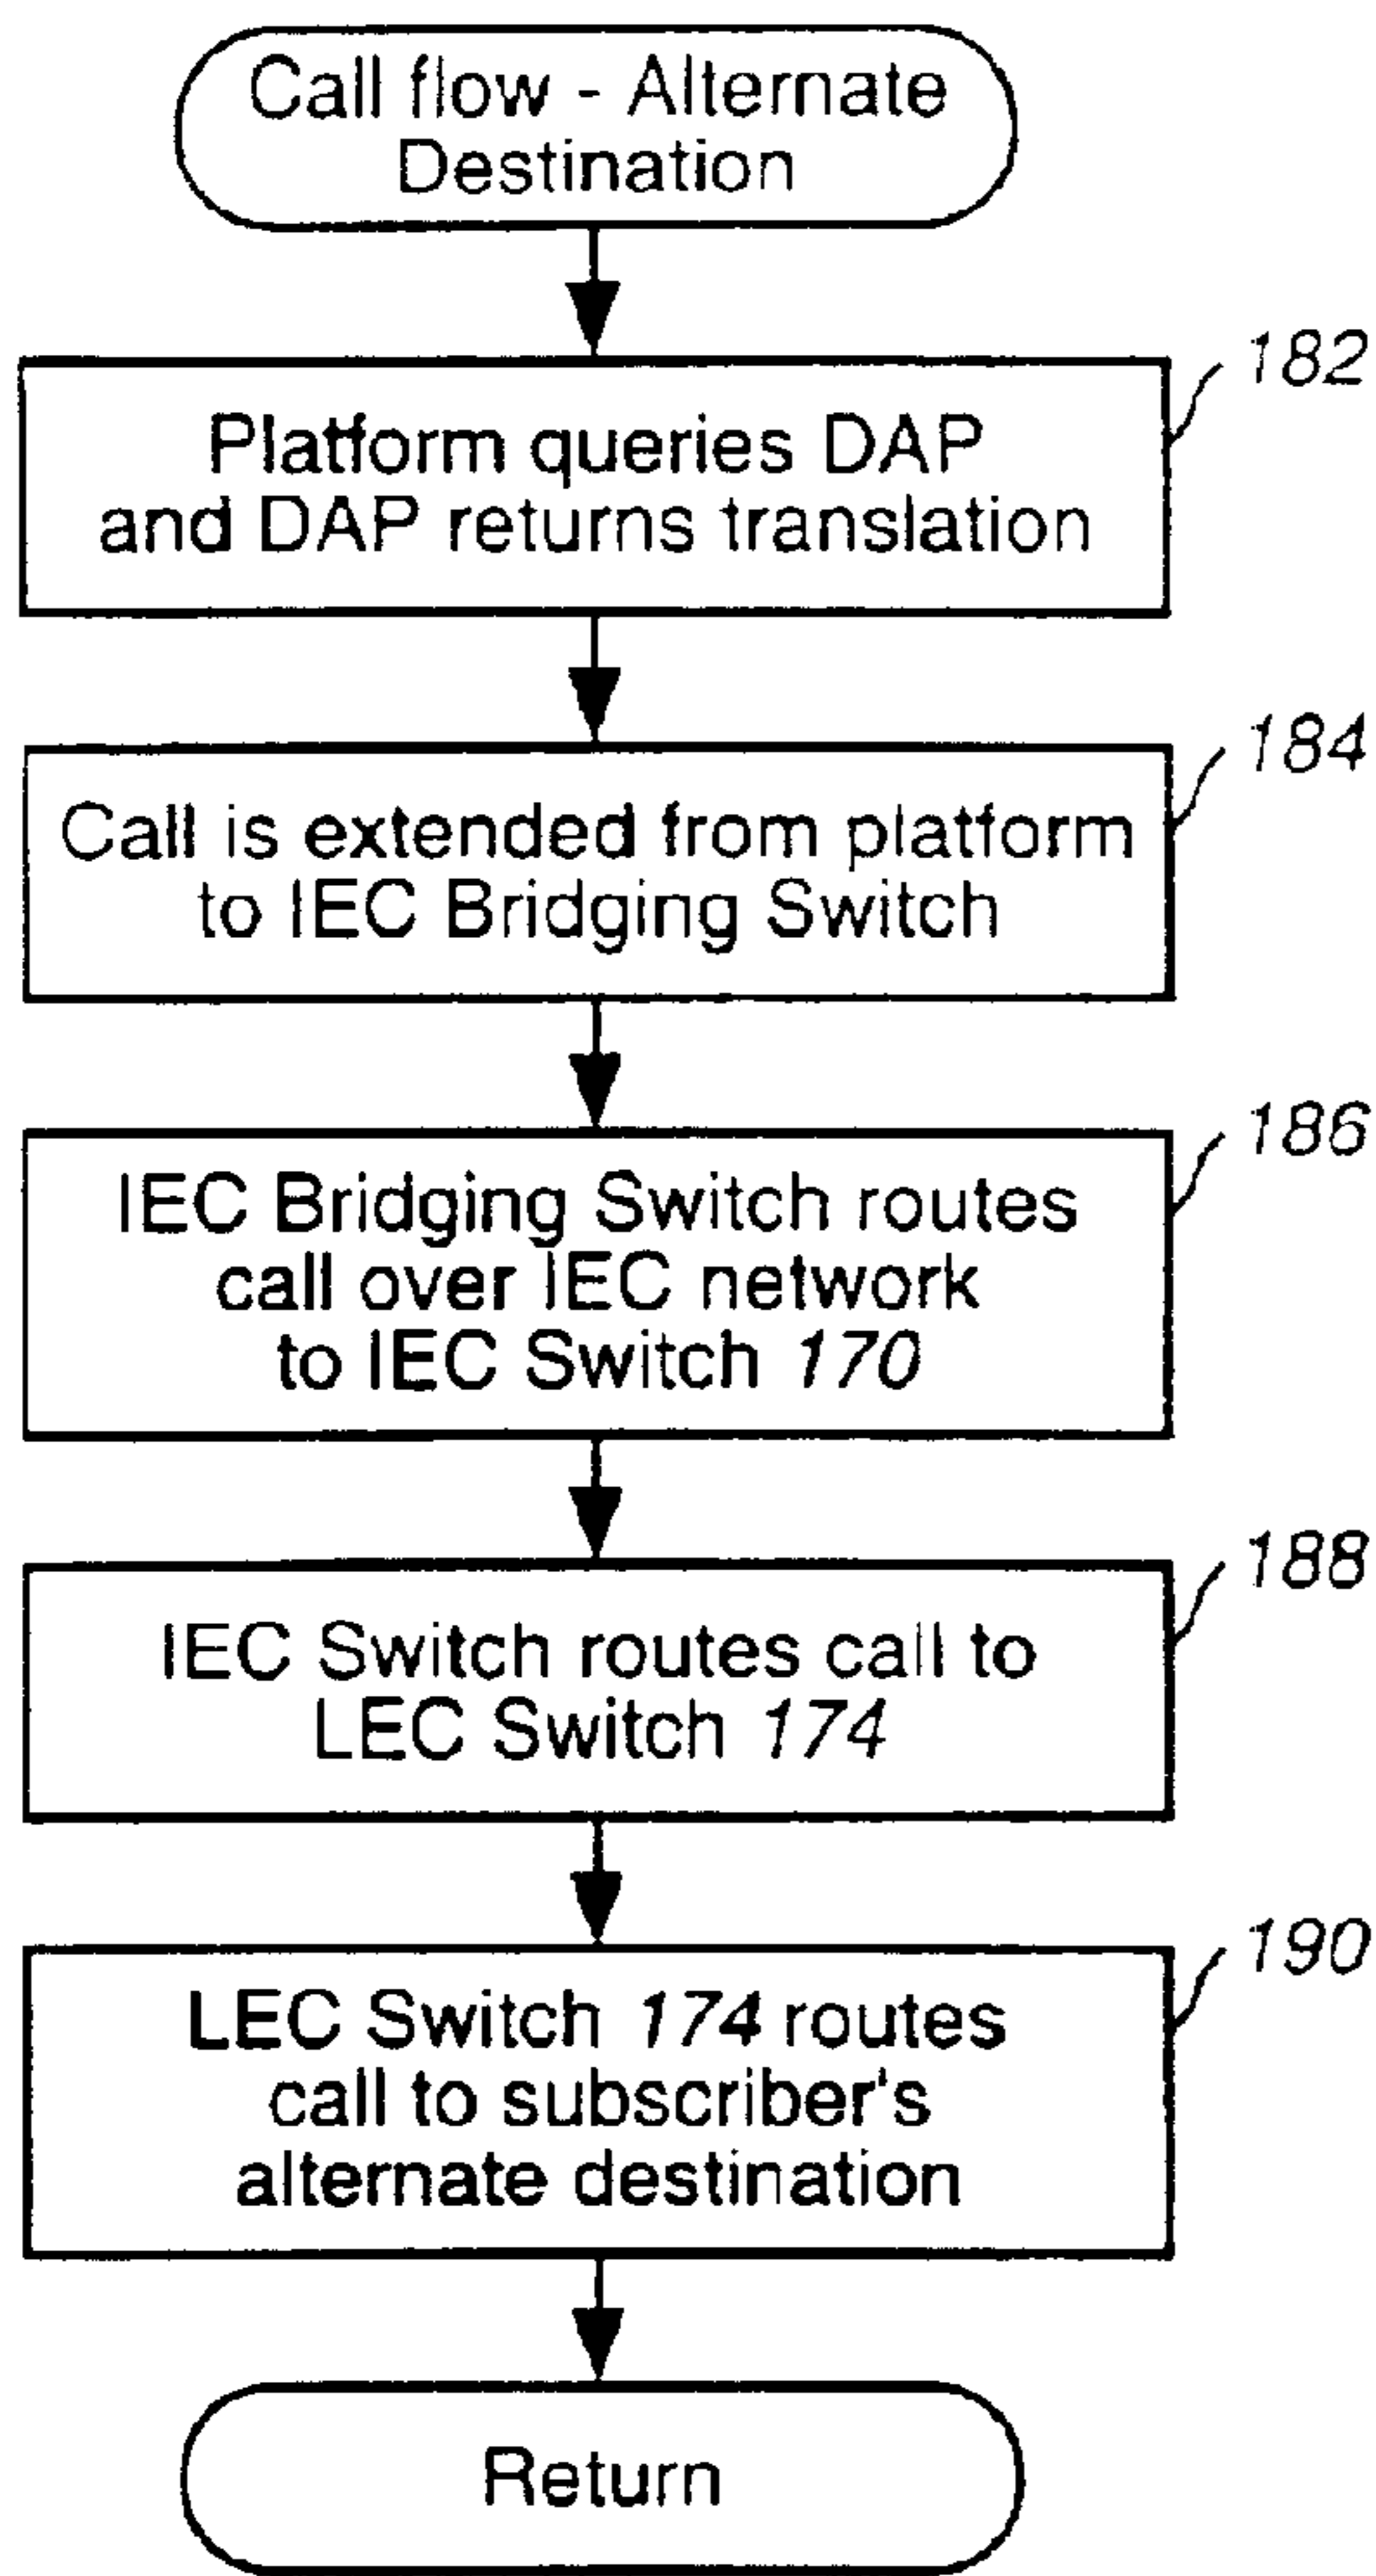 Call flow - Alternate
Destination
182
Platform queries DAP
and DAP returns translation
184
Call is extended from platform
to IEC Bridging Switch
186
IEC Bridging Switch routes
call over IEC network
to IEC Switch 170
188
IEC Switch routes call to
LEC Switch 174
190
LEC Switch 174 routes
call to subscriber's
alternate destination
Return